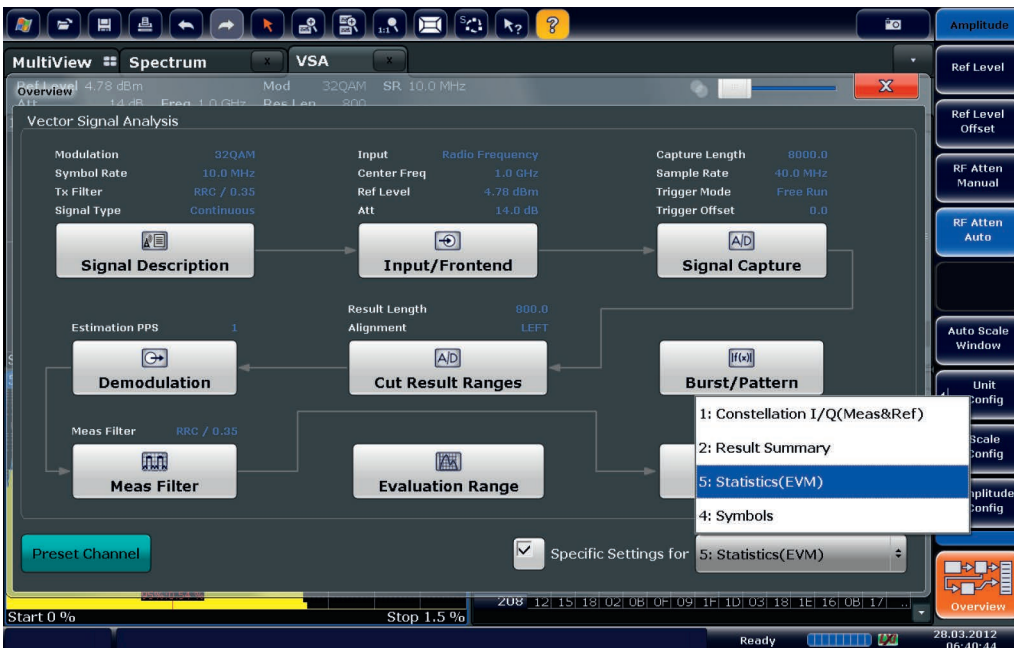 1:1
S
?
Amplitude
MultiView
Spectrum
x
VSA
x
Ref Level
Overview
4.78 dBm
Mod
32QAM
SR
10.0 MHz
X
Att
14 dB
Freq
1.0 GHz
Res Len
800
Vector Signal Analysis
Ref Level
Offset
Modulation
32QAM
Input
Radio Frequency
Capture Length
8000.0
Symbol Rate
10.0 MHz
Center Freq
1.0 GHz
Sample Rate
40.0 MHz
Tx Filter
RRC / 0.35
Ref Level
4.78 dBm
Trigger Mode
Free Run
Signal Type
Continuous
Att
14.0 dB
Trigger Offset
0.0
RF Atten
Manual
RF Atten
Auto
Signal Description
Input/Frontend
A/D
Signal Capture
Result Length
800.0
Estimation PPS
1
Alignment
LEFT
Auto Scale
Window
Demodulation
A/D
Cut Result Ranges
If(x)
Burst/Pattern
Unit
Config
1: Constellation I/Q(Meas&Ref)
2: Result Summary
5: Statistics(EVM)
4: Symbols
Scale
Config
Config
Meas Filter
RRC / 0.35
Meas Filter
Evaluation Range
Preset Channel
Specific Settings for
5: Statistics(EVM)
Overview
208 12 15 18 02 0B 0F 09 1F 1D 03 18 1E 16 0B 17 ..
Start 0 %
Stop 1.5 %
Ready
28.03.2012
06:40:44